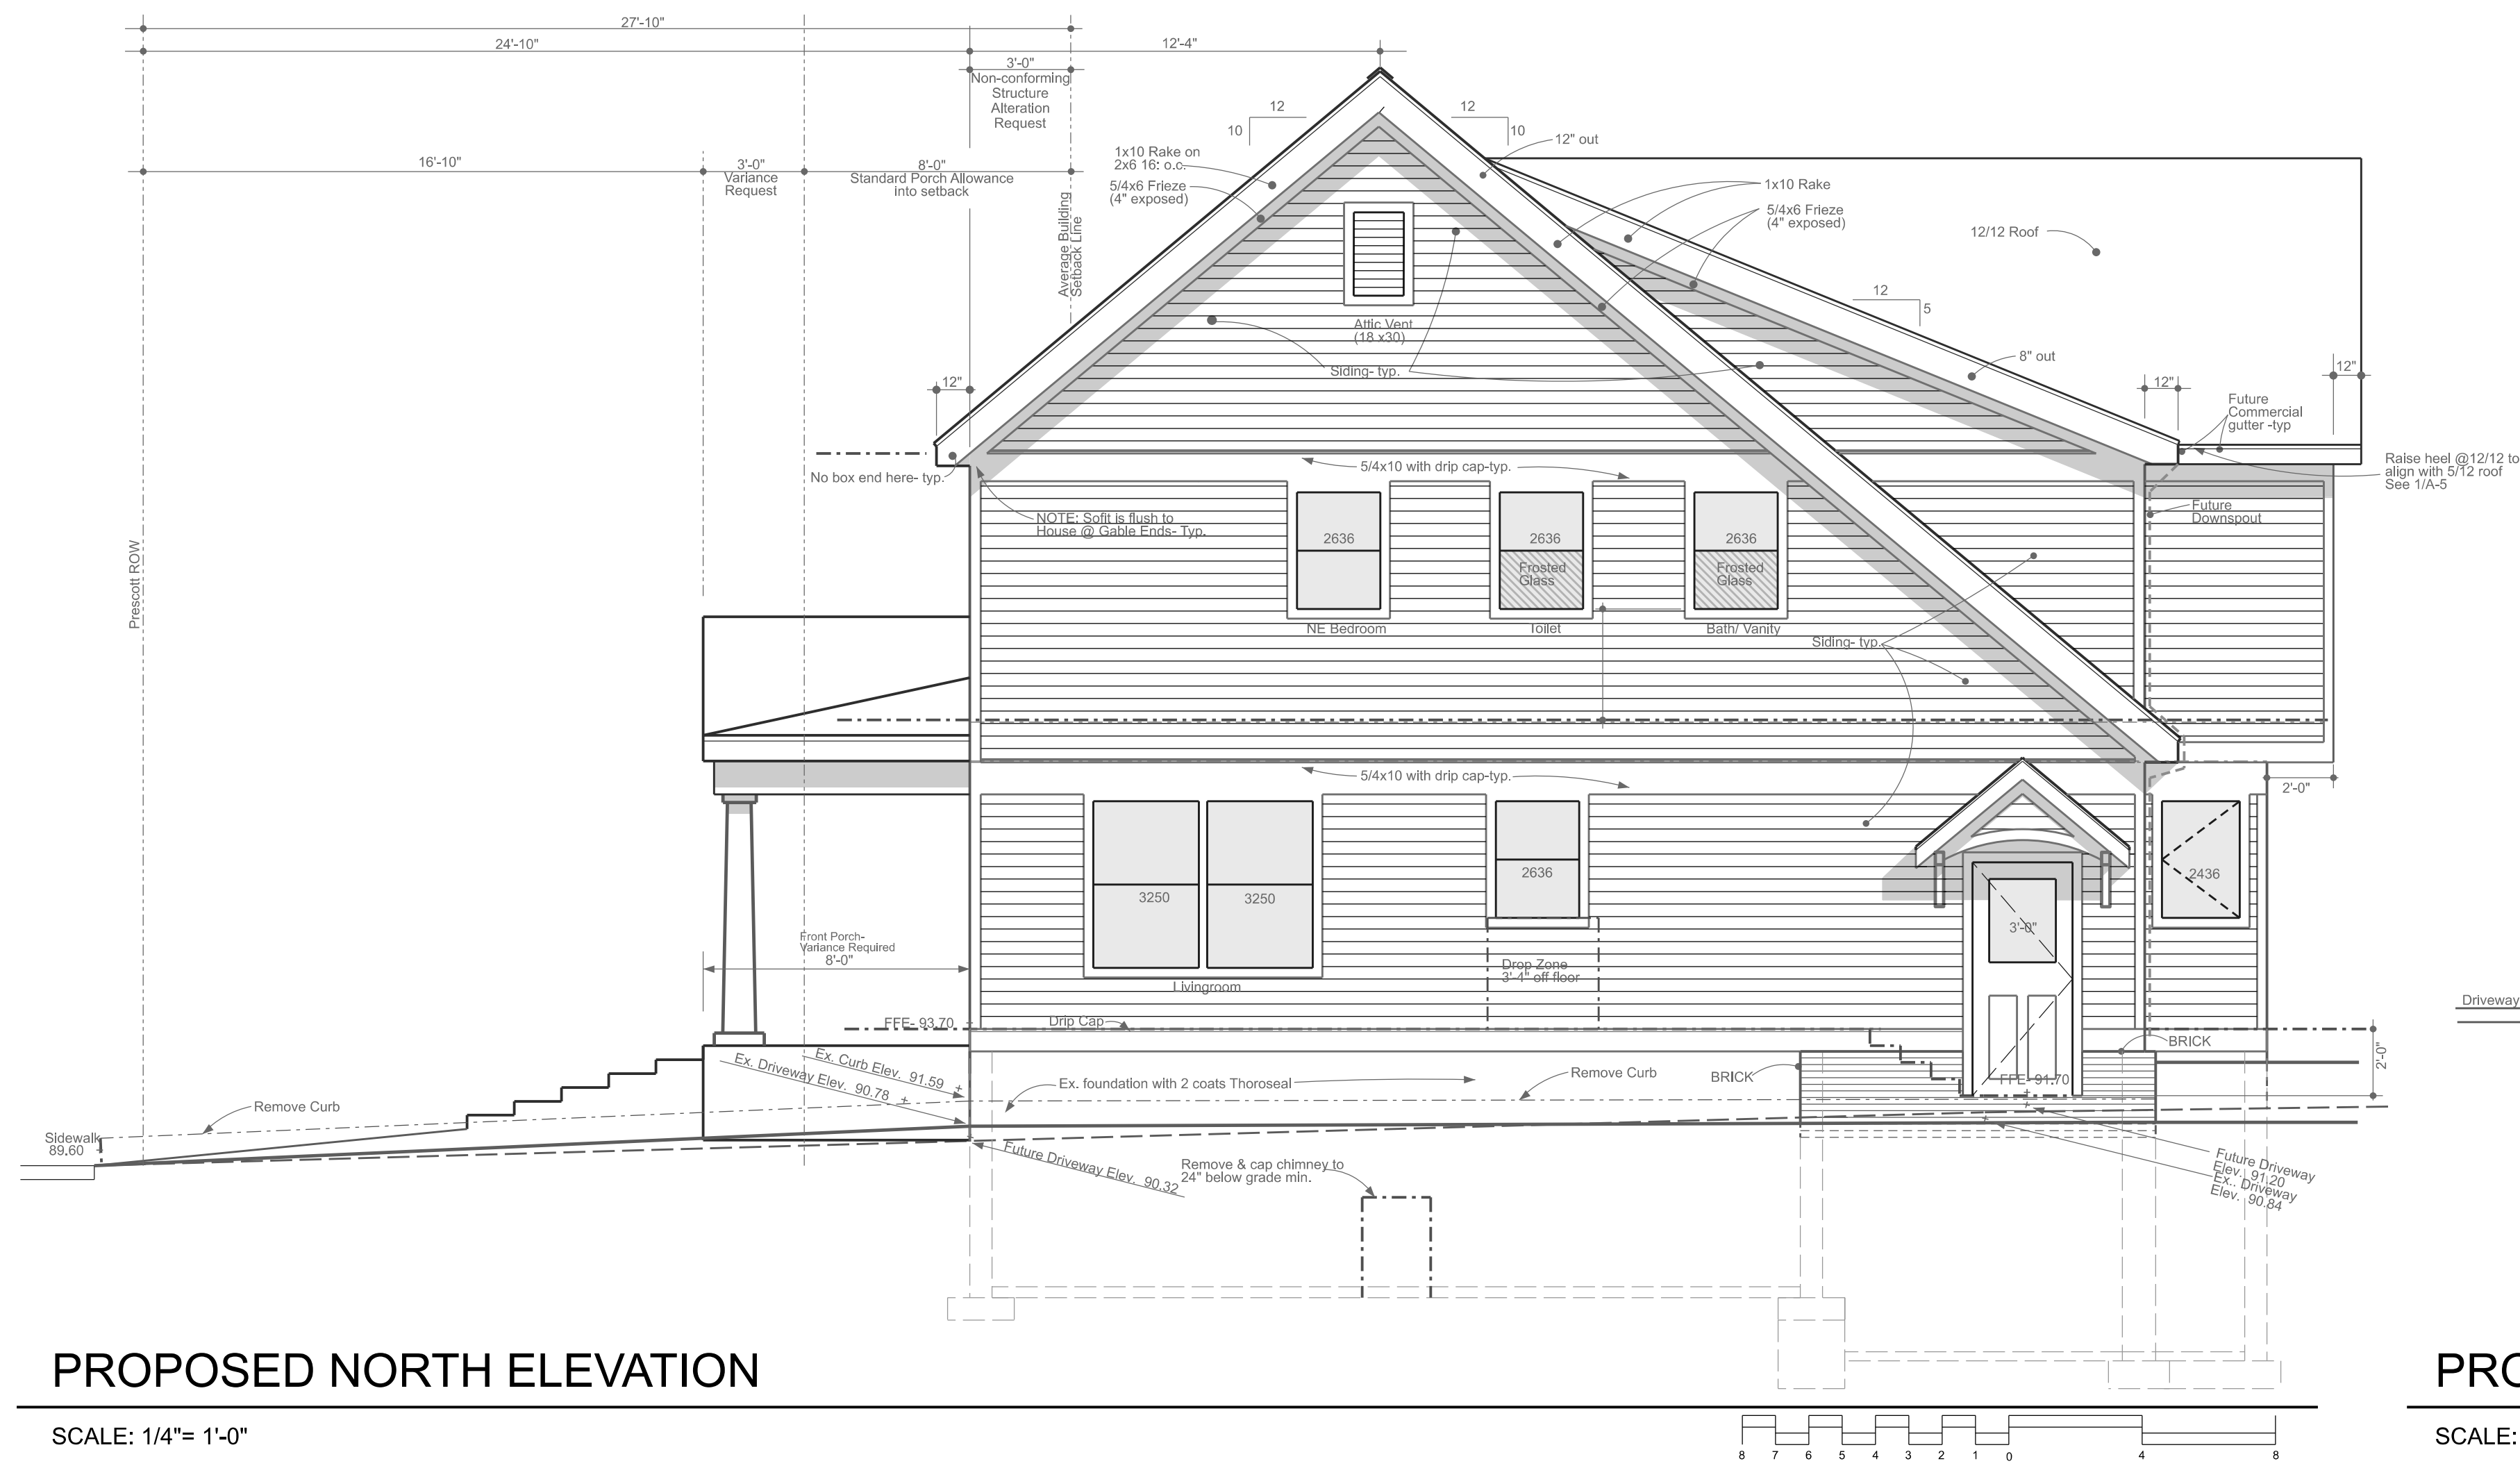 27'-10"
24'-10"
12'-4"
3'-0"
Non-conforming
Structure
Alteration
Request
16'-10"
3'-0"
Variance
Request
8'-0"
Standard Porch Allowance
into setback
Average Building
Setback Line
Prescott ROW
12
10
12
10
12" out
1x10 Rake on
2x6 16: o.c.
5/4x6 Frieze
(4" exposed)
1x10 Rake
5/4x6 Frieze
(4" exposed)
12/12 Roof
12
5
8" out
Attic Vent
(18 x30)
Siding- typ.
12"
12"
12"
Future
Commercial
gutter -typ
Raise heel @12/12 to
align with 5/12 roof
See 1/A-5
No box end here- typ.
5/4x10 with drip cap-typ.
NOTE: Sofit is flush to
House @ Gable Ends- Typ.
Future
Downspout
2636
2636
2636
Frosted
Glass
Frosted
Glass
NE Bedroom
Toilet
Bath/ Vanity
Siding- typ.
5/4x10 with drip cap-typ.
2'-0"
3250
3250
2636
2436
3'-0"
Front Porch-
Variance Required
8'-0"
Drop Zone
3'-4" off floor
Livingroom
FFE- 93.70
Drip Cap
Driveway
BRICK
2'-0"
Ex. Curb Elev. 91.59
Ex. Driveway Elev. 90.78
Ex. foundation with 2 coats Thoroseal
Remove Curb
BRICK
FFE- 91.70
Remove Curb
Sidewalk
89.60
Future Driveway Elev. 90.32
Remove & cap chimney to
24" below grade min.
Future Driveway
Elev. 91.20
Ex.. Driveway
Elev. 90.84
PROPOSED NORTH ELEVATION
PRO
SCALE: 1/4"= 1'-0"
8 7 6 5 4 3 2 1 0 4 8
SCALE: